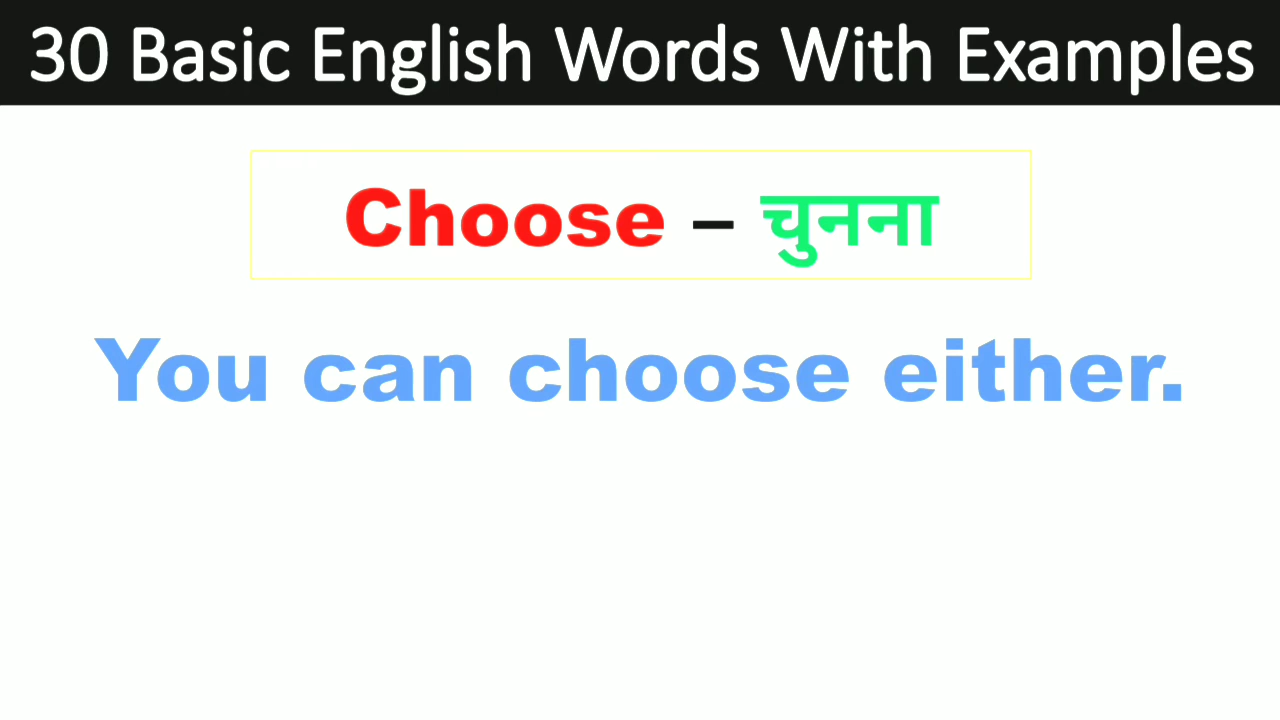 30 Basic English Words With Examples
Choose – चुनना
You can choose either.